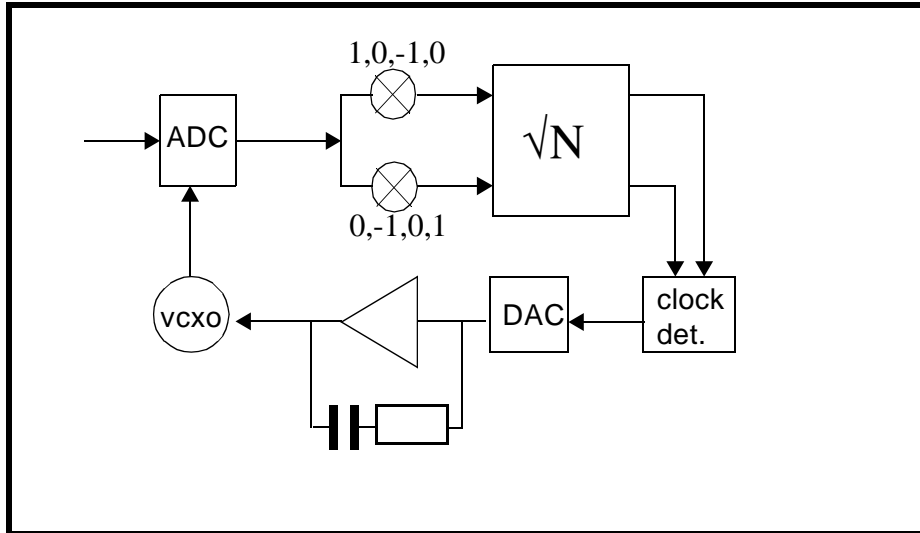 1,0,-1,0
ADC
√N
0,-1,0,1
vcxo
DAC
clock
det.